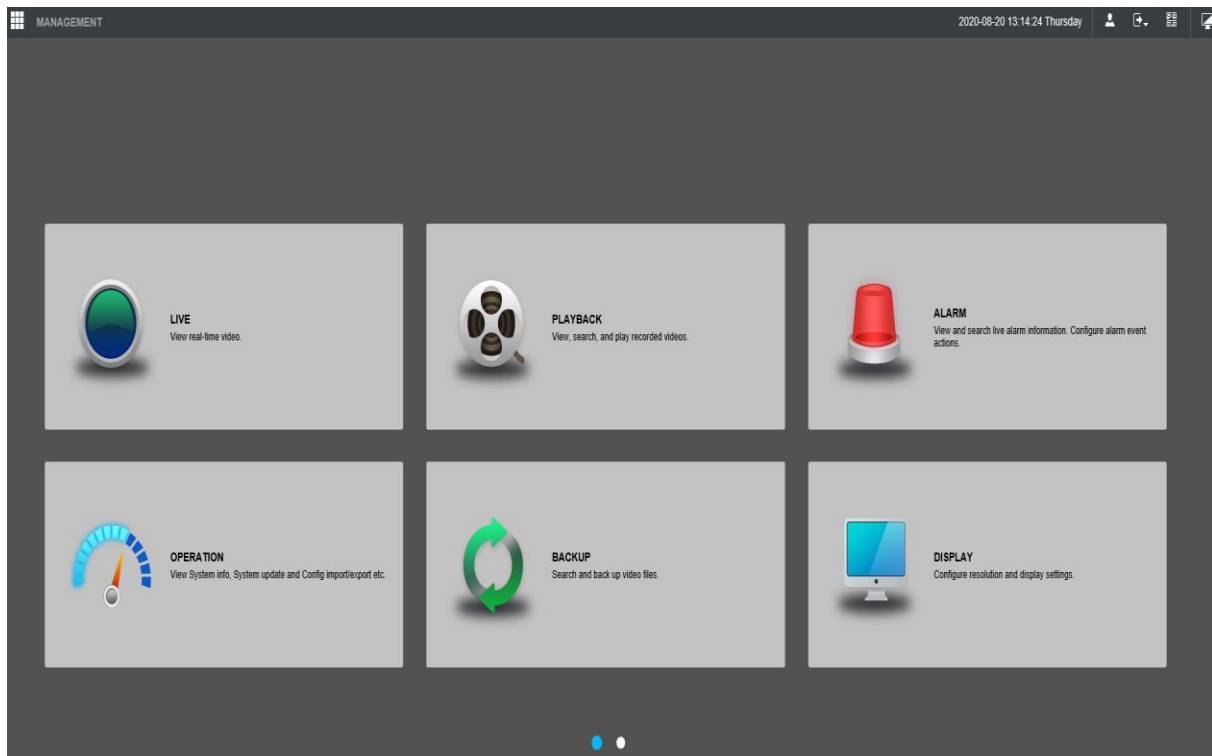 MANAGEMENT
2020-08-20 13:14:24 Thursday
LIVE
View real-time video.
PLAYBACK
View, search, and play recorded videos.
ALARM
View and search live alarm information. Configure alarm event
actions.
OPERATION
View System info, System update and Config import/export etc.
BACKUP
Search and back up video files.
DISPLAY
Configure resolution and display settings.